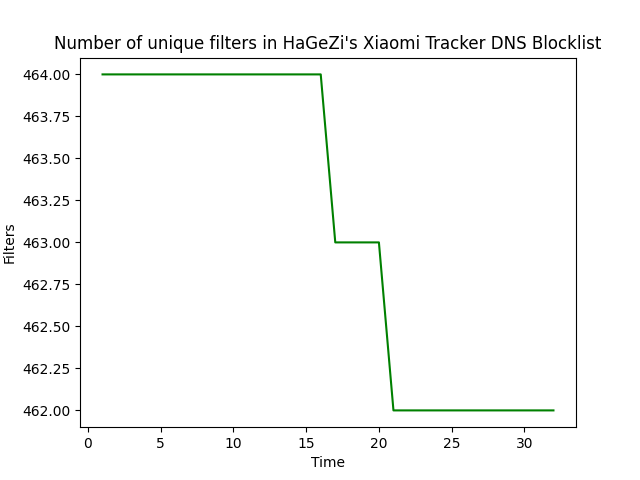 Number of unique filters in HaGeZi's Xiaomi Tracker DNS Blocklist
464.00
463.75
463.50
463.25
463.00
462.75
462.50
462.25
462.00
Filters
0 5 10 15 20 25 30
Time